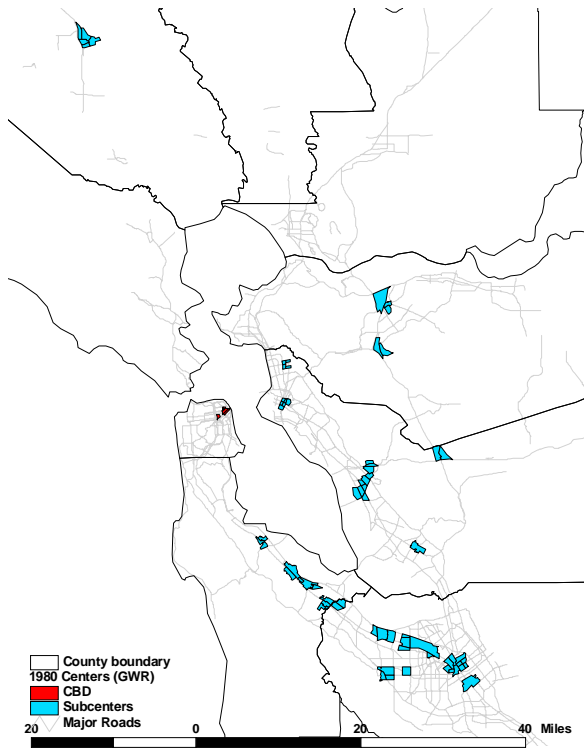 County boundary
1980 Centers (GWR)
CBD
Subcenters
Major Roads
20 0 20 40 Miles